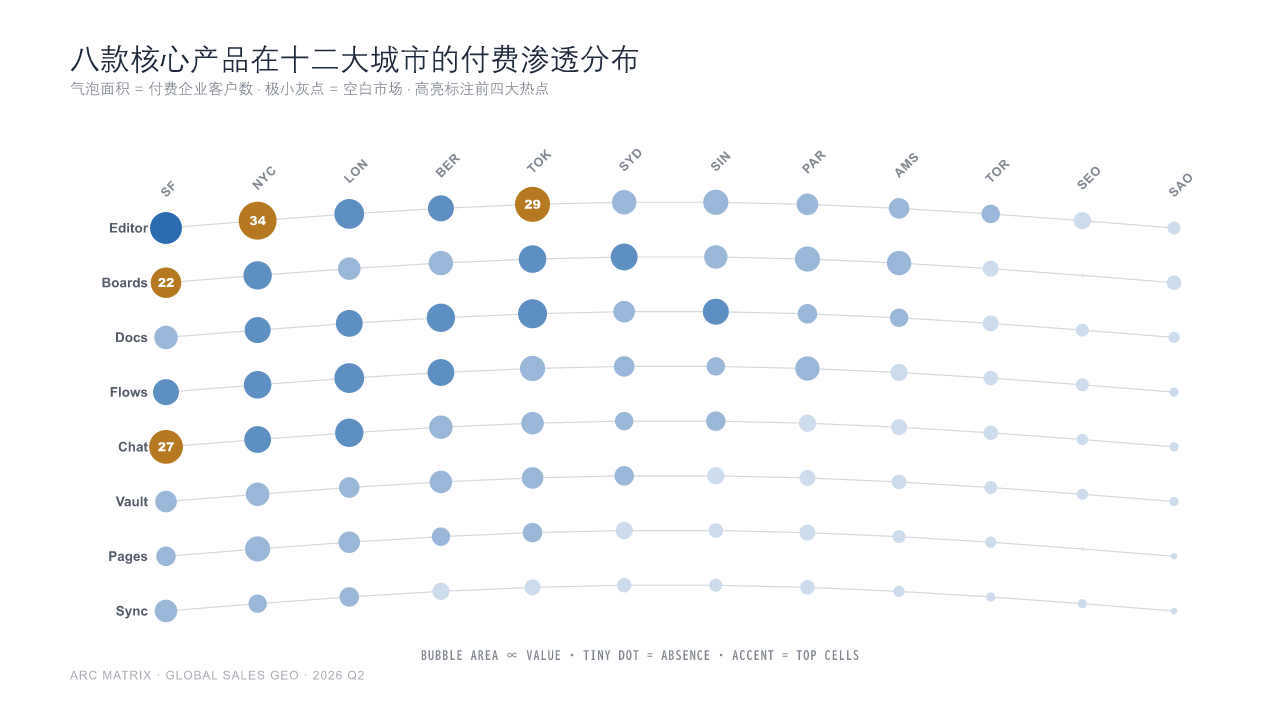 八款核心产品在十二大城市的付费渗透分布
气泡面积 = 付费企业客户数 · 极小灰点 = 空白市场 · 高亮标注前四大热点
SF NYC LON BER TOK SYD SIN PAR AMS TOR SEO SAO
Editor 34 29
Boards 22
Docs
Flows
Chat 27
Vault
Pages
Sync
BUBBLE AREA ∝ VALUE · TINY DOT = ABSENCE · ACCENT = TOP CELLS
ARC MATRIX · GLOBAL SALES GEO · 2026 Q2